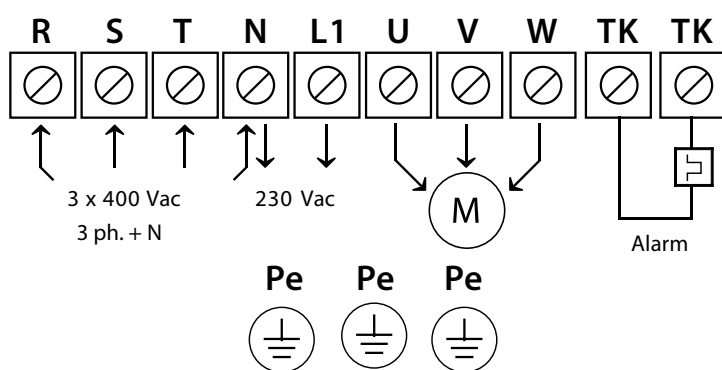 R S T N L1 U V W TK TK
3 x 400 Vac 230 Vac
3 ph. + N
M
Alarm
Pe Pe Pe